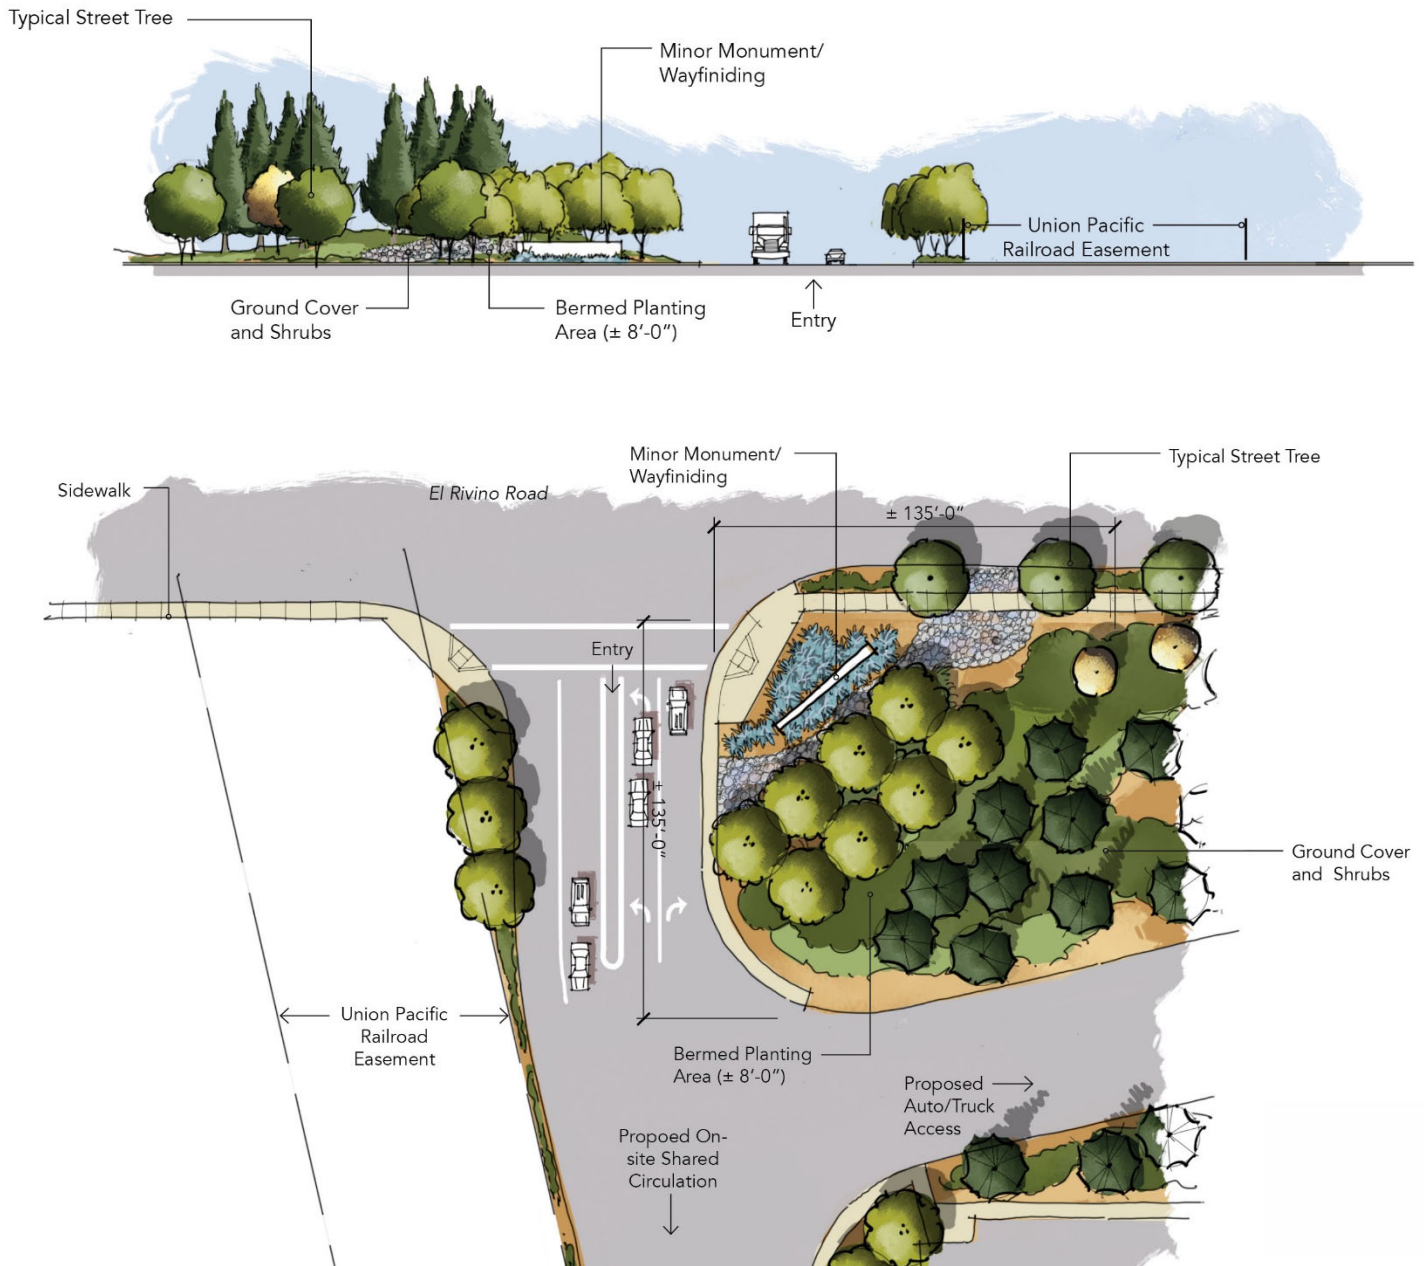 Typical Street Tree
Minor Monument/
Wayfiniding
Union Pacific
Railroad Easement
Ground Cover
and Shrubs
Bermed Planting
Area (± 8'-0")
Entry
Minor Monument/
Wayfiniding
Typical Street Tree
Sidewalk
El Rivino Road
± 135'-0"
Entry
± 135'-0"
Ground Cover
and Shrubs
Union Pacific
Railroad
Easement
Bermed Planting
Area (± 8'-0")
Proposed
Auto/Truck
Access
Propoed On-
site Shared
Circulation